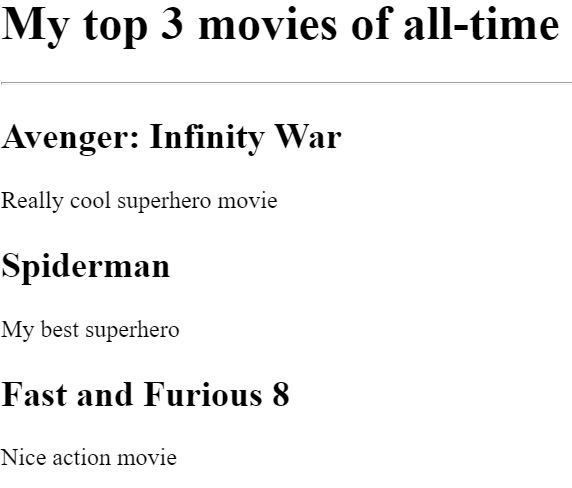 My top 3 movies of all-time
Avenger: Infinity War
Really cool superhero movie
Spiderman
My best superhero
Fast and Furious 8
Nice action movie